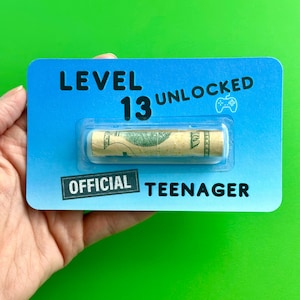 LEVEL
13 UNLOCKED
OFFICIAL TEENAGER